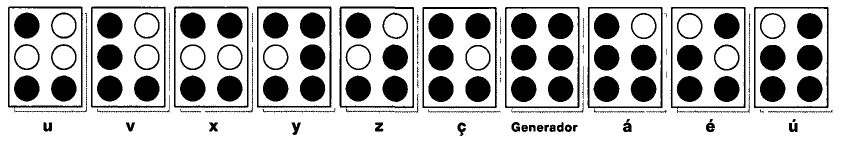 u v x y z ç Generador á é ú